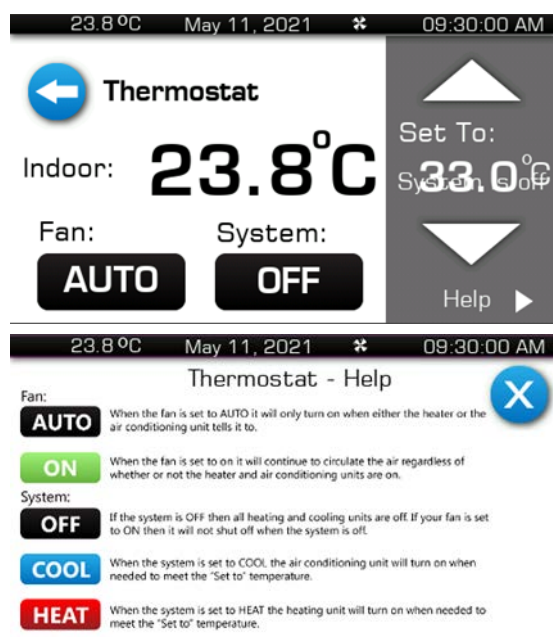 23.8 ºC May 11, 2021 09:30:00 AM
Thermostat
Set To:
Indoor: 23.8°C
33.0°C
System is off
Fan: System:
AUTO OFF
Help
23.8 ºC May 11, 2021 09:30:00 AM
Thermostat - Help
X
Fan:
AUTO When the fan is set to AUTO it will only turn on when either the heater or the
air conditioning unit tells it to.
ON When the fan is set to on it will continue to circulate the air regardless of
whether or not the heater and air conditioning units are on.
System:
OFF If the system is OFF then all heating and cooling units are off. If your fan is set
to ON then it will not shut off when the system is off.
COOL When the system is set to COOL the air conditioning unit will turn on when
needed to meet the "Set to" temperature.
HEAT When the system is set to HEAT the heating unit will turn on when needed to
meet the "Set to" temperature.